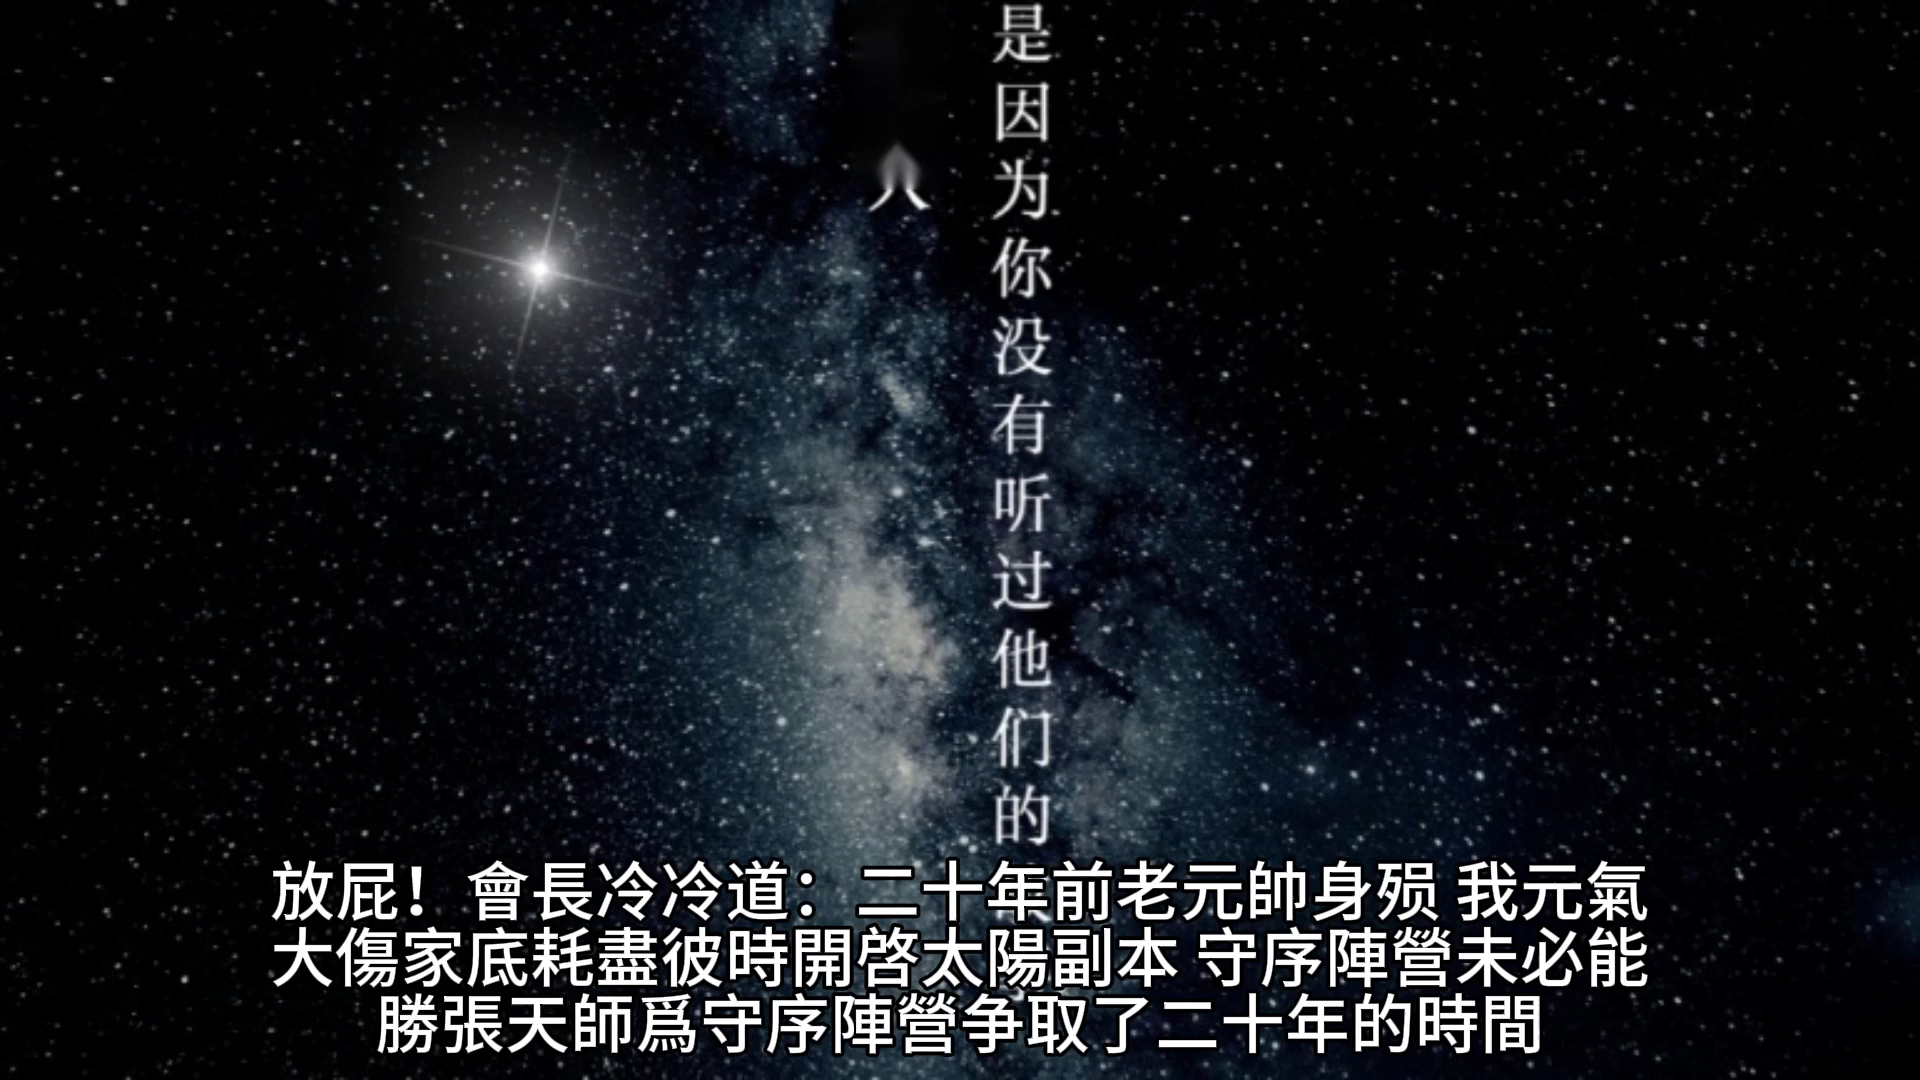 是因为你没有听过他们的
放屁！會長冷冷道：二十年前老元帥身殞 我元氣
大傷家底耗盡彼時開啓太陽副本 守序陣營未必能
勝張天師爲守序陣營争取了二十年的時間